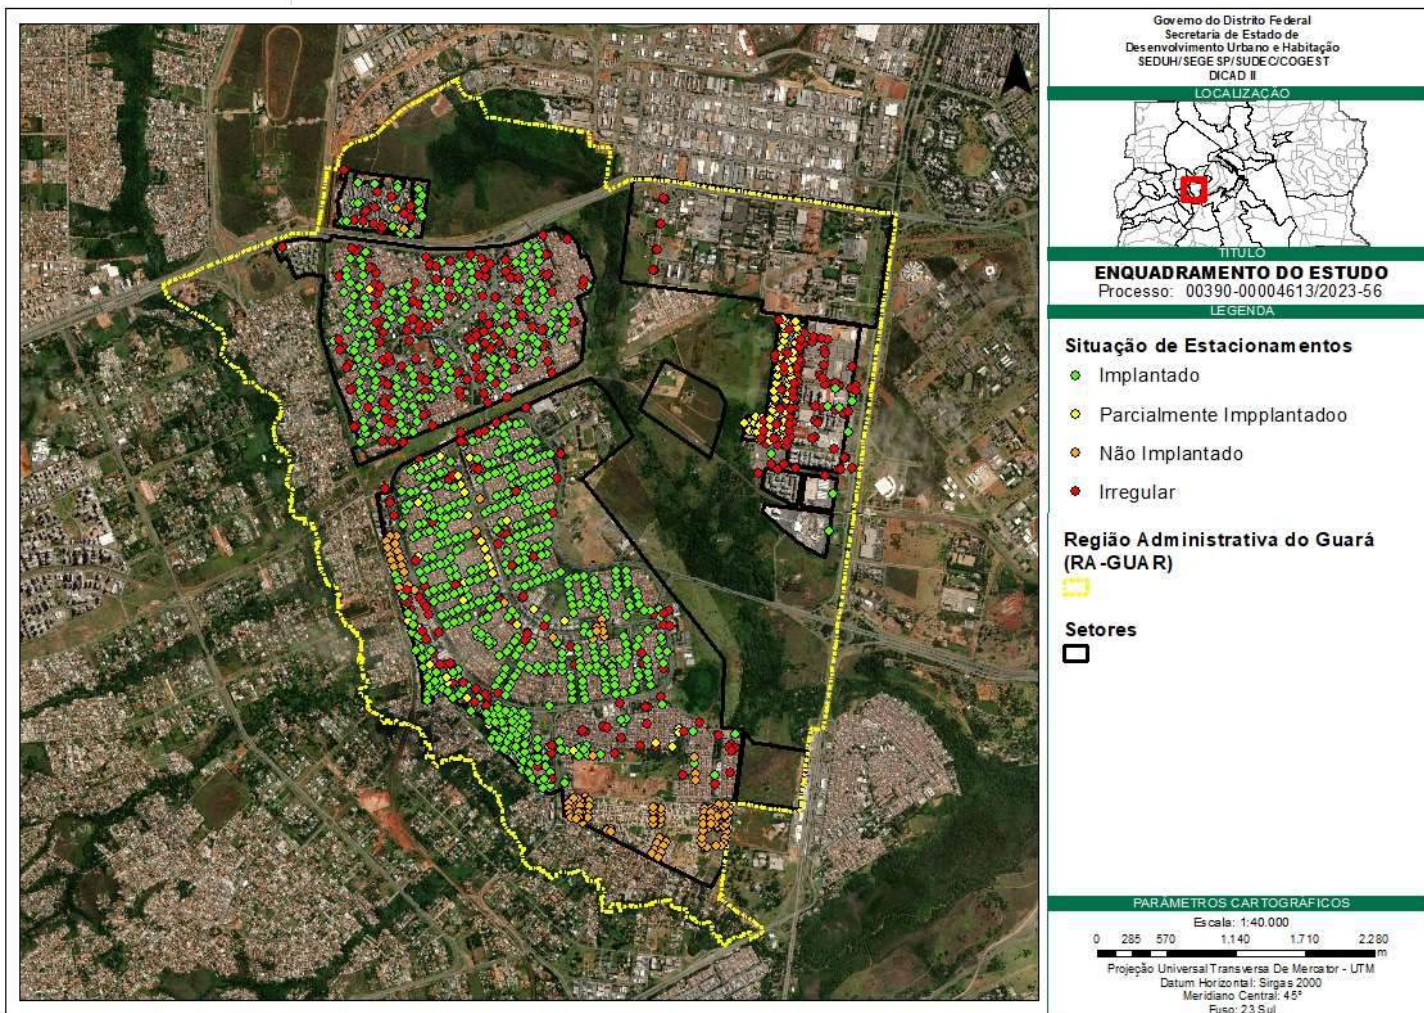 Governo do Distrito Federal
Secretaria de Estado de
Desenvolvimento Urbano e Habitação
SEDUH/SEGESP/SUDEC/COGEST
DICAD II
LOCALIZAÇÃO
TÍTULO
ENQUADRAMENTO DO ESTUDO
Processo: 00390-00004613/2023-56
LEGENDA
Situação de Estacionamentos
Implantado
Parcialmente Impplantadoo
Não Implantado
Irregular
Região Administrativa do Guará
(RA-GUAR)
Setores
PARÂMETROS CARTOGRÁFICOS
Escala: 1:40.000
0 285 570 1.140 1.710 2.280
m
Projeção Universal Transversa De Mercator - UTM
Datum Horizontal: Sirgas 2000
Meridiano Central: 45°
Fuso: 23 Sul